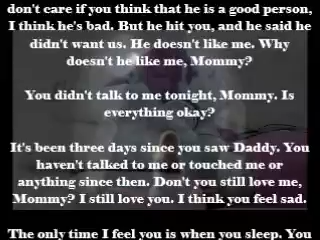 don't care if you think that he is a good person,
I think he's bad. But he hit you, and he said he
didn't want us. He doesn't like me. Why
doesn't he like me, Mommy?
You didn't talk to me tonight, Mommy. Is
everything okay?
It's been three days since you saw Daddy. You
haven't talked to me or touched me or
anything since then. Don't you still love me,
Mommy? I still love you. I think you feel sad.
The only time I feel you is when you sleep. You